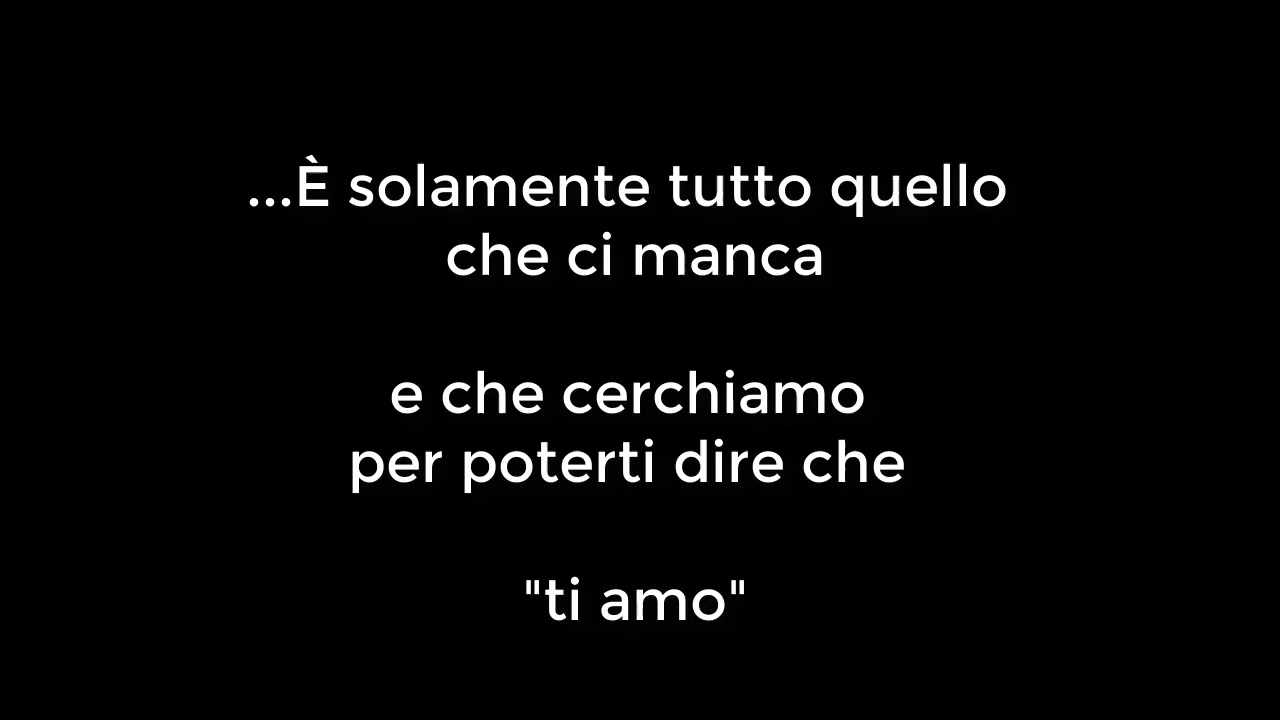 ...È solamente tutto quello
che ci manca
e che cerchiamo
per poterti dire che
"ti amo"